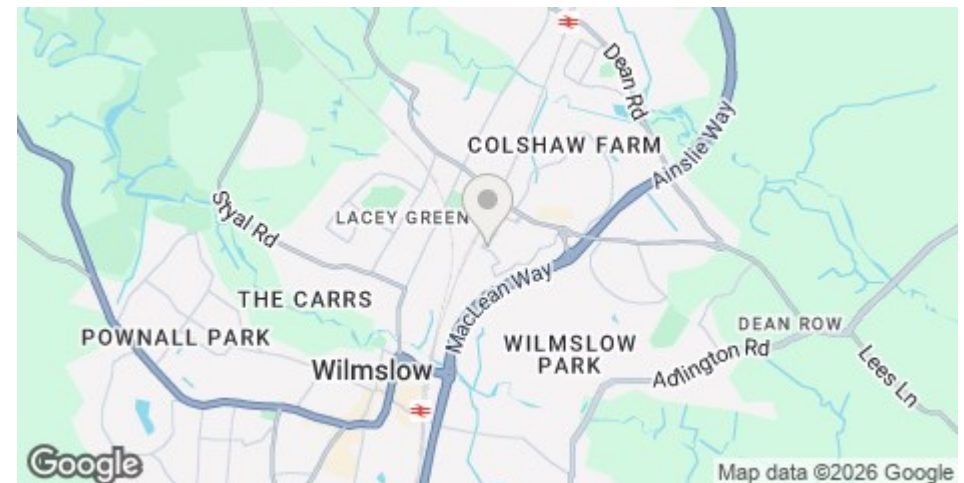 Dean Rd
COLSHAW FARM
Ainslie Way
LACEY GREEN
Styal Rd
MacLean Way
THE CARRS
POWNALL PARK
WILMSLOW
PARK
DEAN ROW
Wilmslow
Adlington Rd
Lees Ln
Google
Map data ©2026 Google